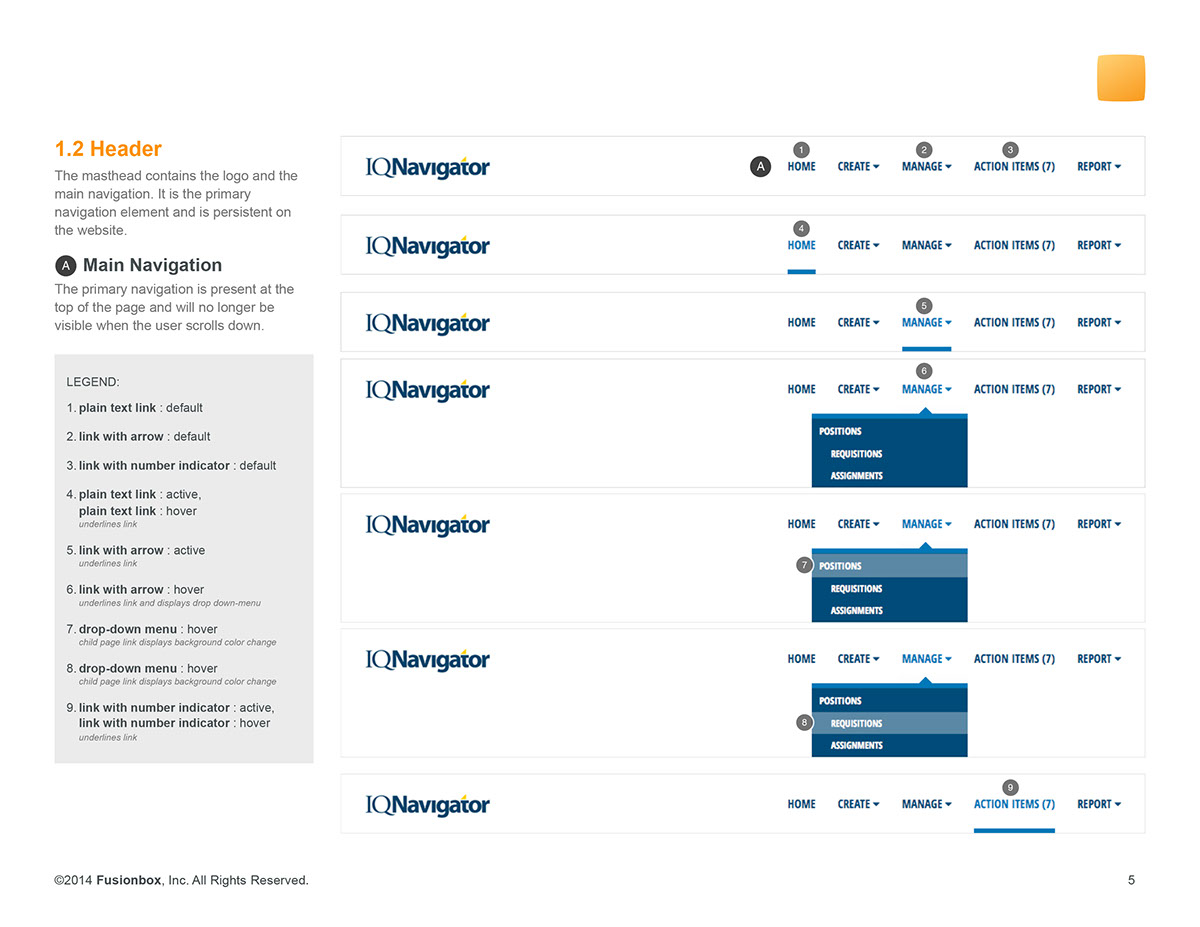 1.2 Header
The masthead contains the logo and the
main navigation. It is the primary
navigation element and is persistent on
the website.
A Main Navigation
The primary navigation is present at the
top of the page and will no longer be
visible when the user scrolls down.
LEGEND:
1. plain text link : default
2. link with arrow : default
3. link with number indicator : default
4. plain text link : active,
plain text link : hover
underlines link
5. link with arrow : active
underlines link
6. link with arrow : hover
underlines link and displays drop down-menu
7. drop-down menu : hover
child page link displays background color change
8. drop-down menu : hover
child page link displays background color change
9. link with number indicator : active,
link with number indicator : hover
underlines link
1 2 3
IQNavigator A HOME CREATE MANAGE ACTION ITEMS (7) REPORT
4
IQNavigator HOME CREATE MANAGE ACTION ITEMS (7) REPORT
5
IQNavigator HOME CREATE MANAGE ACTION ITEMS (7) REPORT
6
IQNavigator HOME CREATE MANAGE ACTION ITEMS (7) REPORT
POSITIONS
REQUISITIONS
ASSIGNMENTS
IQNavigator HOME CREATE MANAGE ACTION ITEMS (7) REPORT
7 POSITIONS
REQUISITIONS
ASSIGNMENTS
IQNavigator HOME CREATE MANAGE ACTION ITEMS (7) REPORT
POSITIONS
8 REQUISITIONS
ASSIGNMENTS
9
IQNavigator HOME CREATE MANAGE ACTION ITEMS (7) REPORT
©2014 Fusionbox, Inc. All Rights Reserved. 5